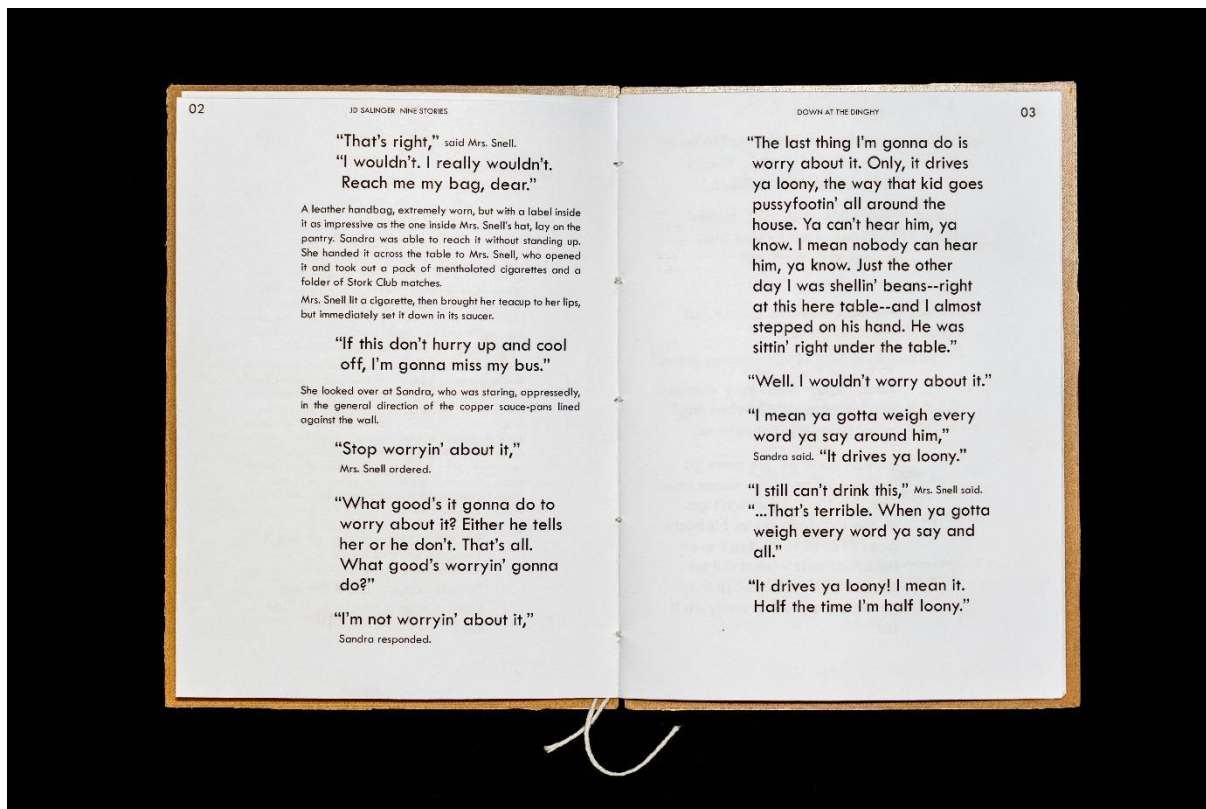 02
JD SALINGER NINE STORIES
“That’s right,” said Mrs. Snell.
“I wouldn’t. I really wouldn’t.
Reach me my bag, dear.”
A leather handbag, extremely worn, but with a label inside
it as impressive as the one inside Mrs. Snell’s hat, lay on the
pantry. Sandra was able to reach it without standing up.
She handed it across the table to Mrs. Snell, who opened
it and took out a pack of mentholated cigarettes and a
folder of Stork Club matches.
Mrs. Snell lit a cigarette, then brought her teacup to her lips,
but immediately set it down in its saucer.
“If this don’t hurry up and cool
off, I’m gonna miss my bus.”
She looked over at Sandra, who was staring, oppressedly,
in the general direction of the copper sauce-pans lined
against the wall.
“Stop worryin’ about it,”
Mrs. Snell ordered.
“What good’s it gonna do to
worry about it? Either he tells
her or he don’t. That’s all.
What good’s worryin’ gonna
do?”
“I’m not worryin’ about it,”
Sandra responded.
DOWN AT THE DINGHY
03
“The last thing I’m gonna do is
worry about it. Only, it drives
ya loony, the way that kid goes
pussyfootin’ all around the
house. Ya can’t hear him, ya
know. I mean nobody can hear
him, ya know. Just the other
day I was shellin’ beans--right
at this here table--and I almost
stepped on his hand. He was
sittin’ right under the table.”
“Well. I wouldn’t worry about it.”
“I mean ya gotta weigh every
word ya say around him,”
Sandra said. “It drives ya loony.”
“I still can’t drink this,” Mrs. Snell said.
“...That’s terrible. When ya gotta
weigh every word ya say and
all.”
“It drives ya loony! I mean it.
Half the time I’m half loony.”